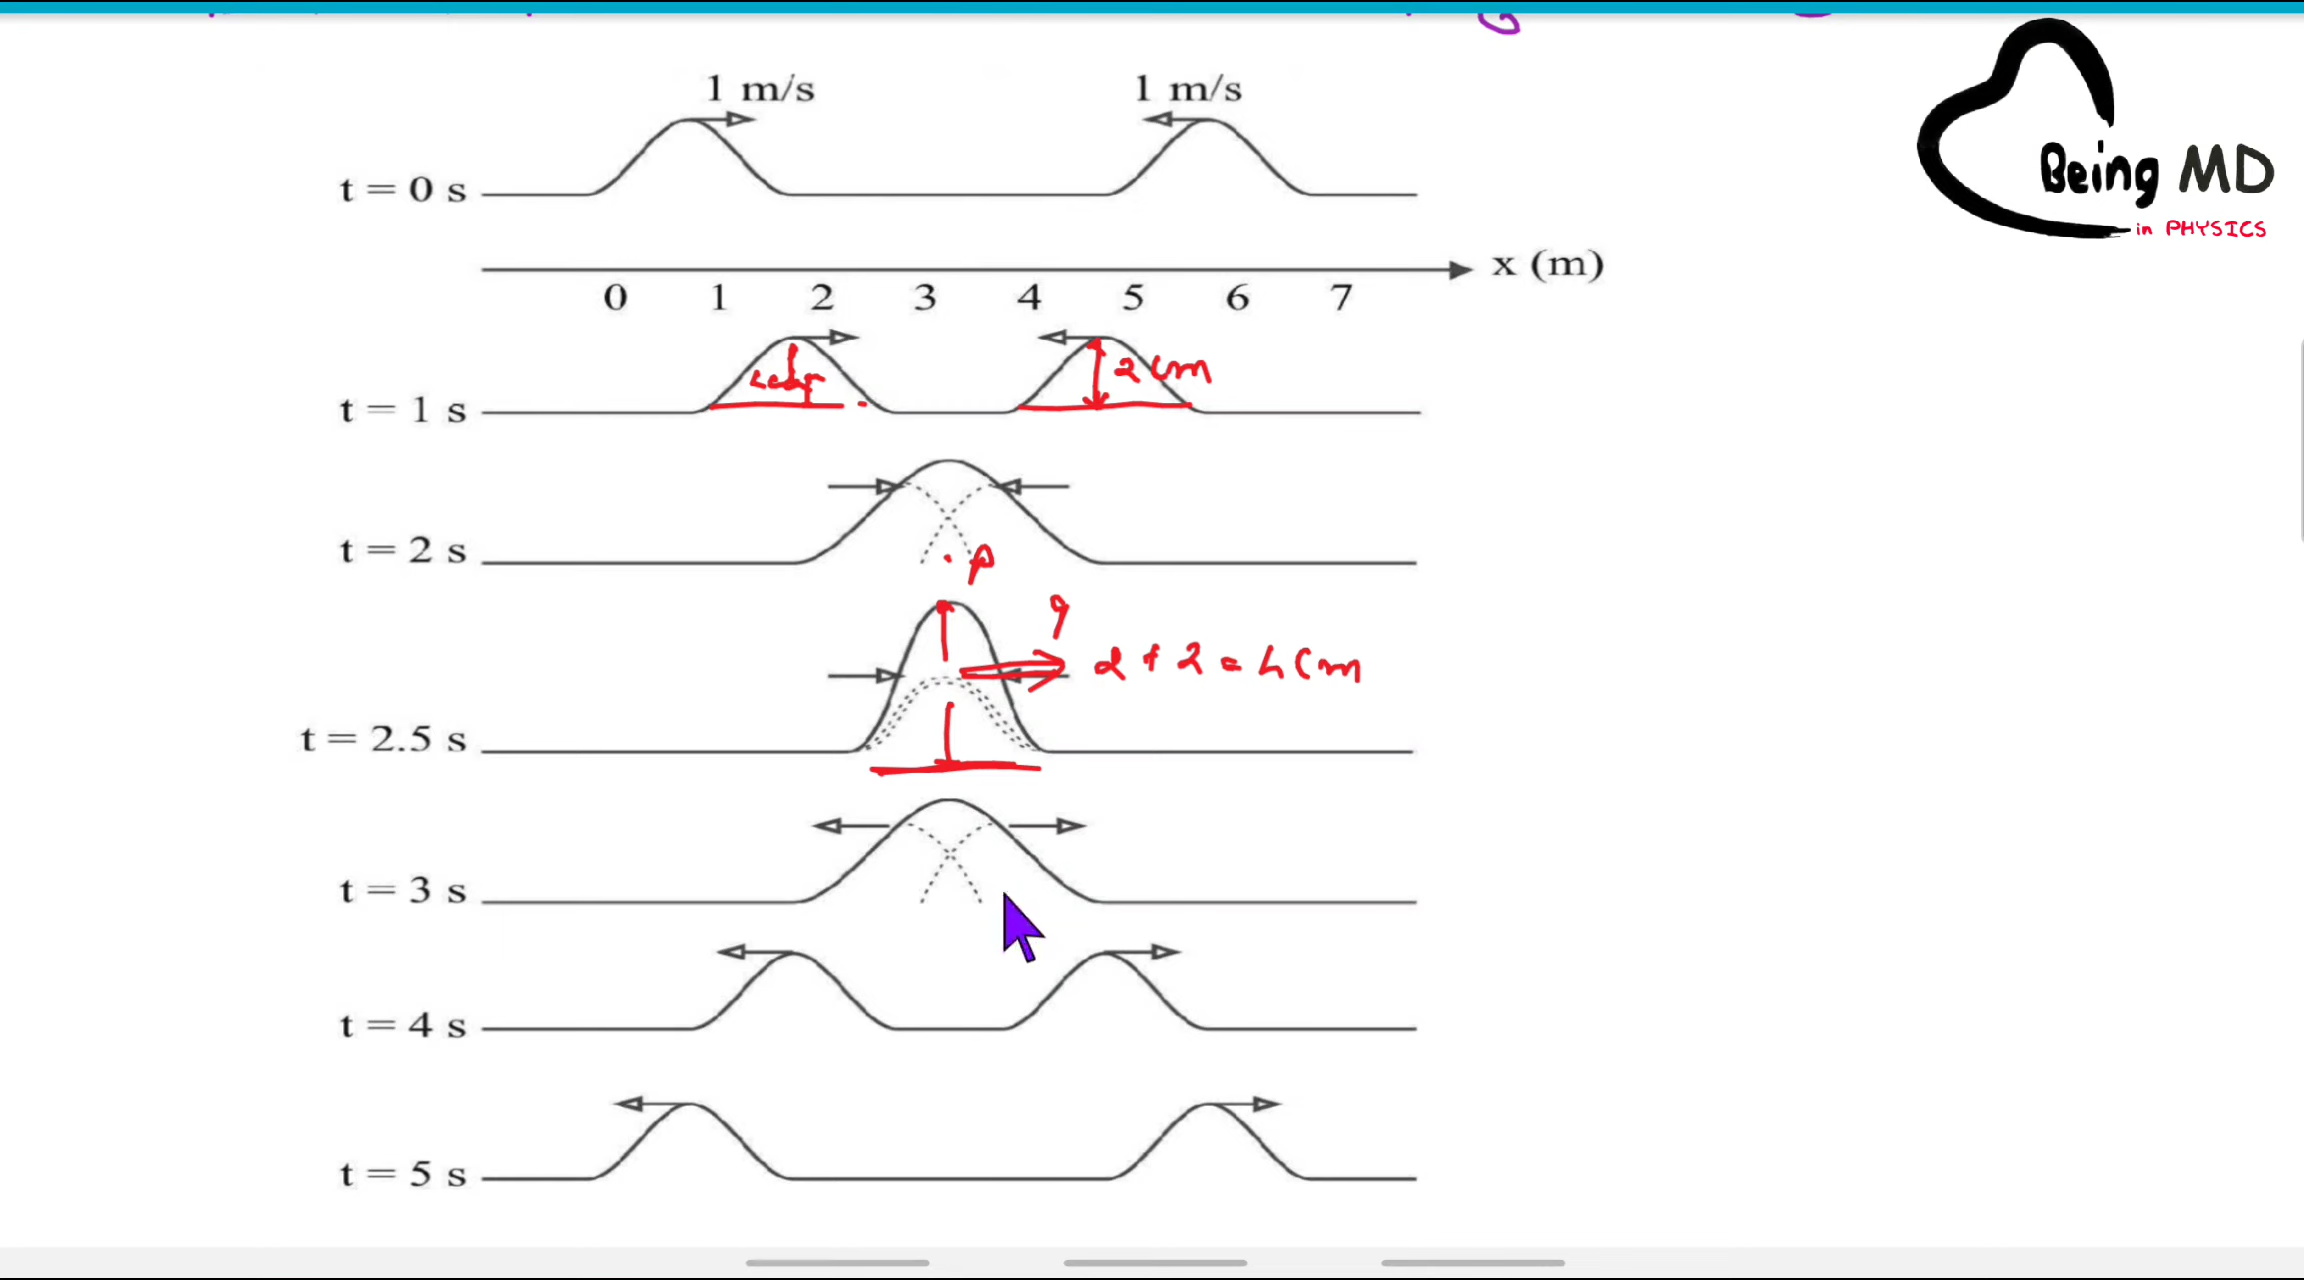 1 m/s 1 m/s
Being MD
in PHYSICS
t = 0 s
x (m)
0 1 2 3 4 5 6 7
2 cm
t = 1 s
t = 2 s
P
y
2 + 2 = 4 cm
t = 2.5 s
t = 3 s
t = 4 s
t = 5 s